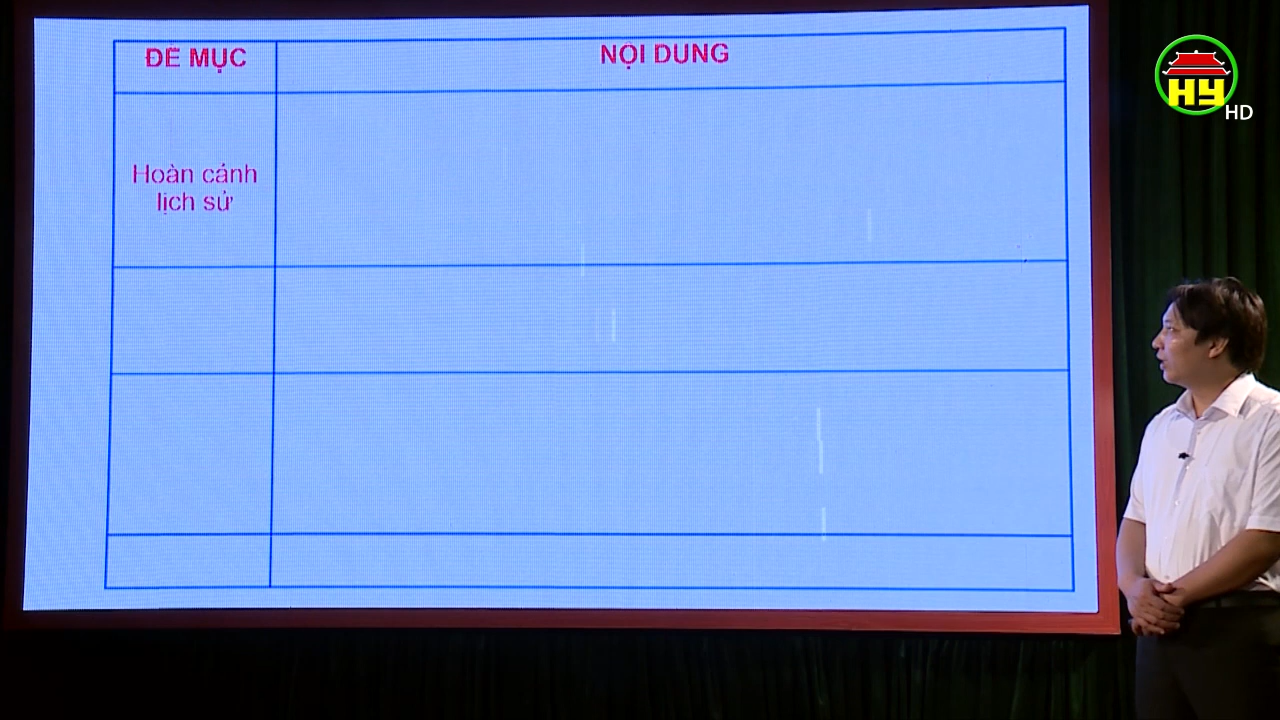 ĐỀ MỤC
NỘI DUNG
Hoàn cảnh
lịch sử
HY
HD